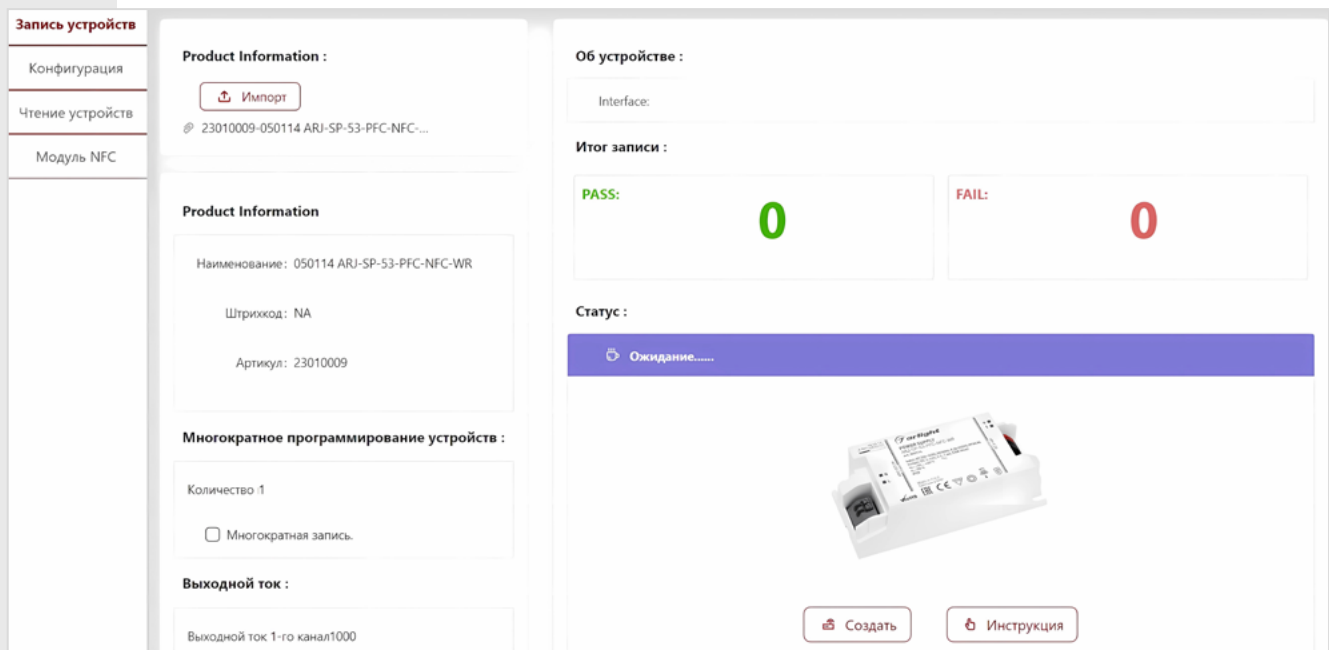 Запись устройств
Конфигурация
Чтение устройств
Модуль NFC
Product Information :
Импорт
23010009-050114 ARJ-SP-53-PFC-NFC-...
Product Information
Наименование: 050114 ARJ-SP-53-PFC-NFC-WR
Штрихкод: NA
Артикул: 23010009
Многократное программирование устройств :
Количество 1
Многократная запись.
Выходной ток :
Выходной ток 1-го канал1000
Об устройстве :
Interface:
Итог записи :
PASS:
0
FAIL:
0
Статус :
Ожидание......
arlight
POWER SUPPLY
Создать
Инструкция